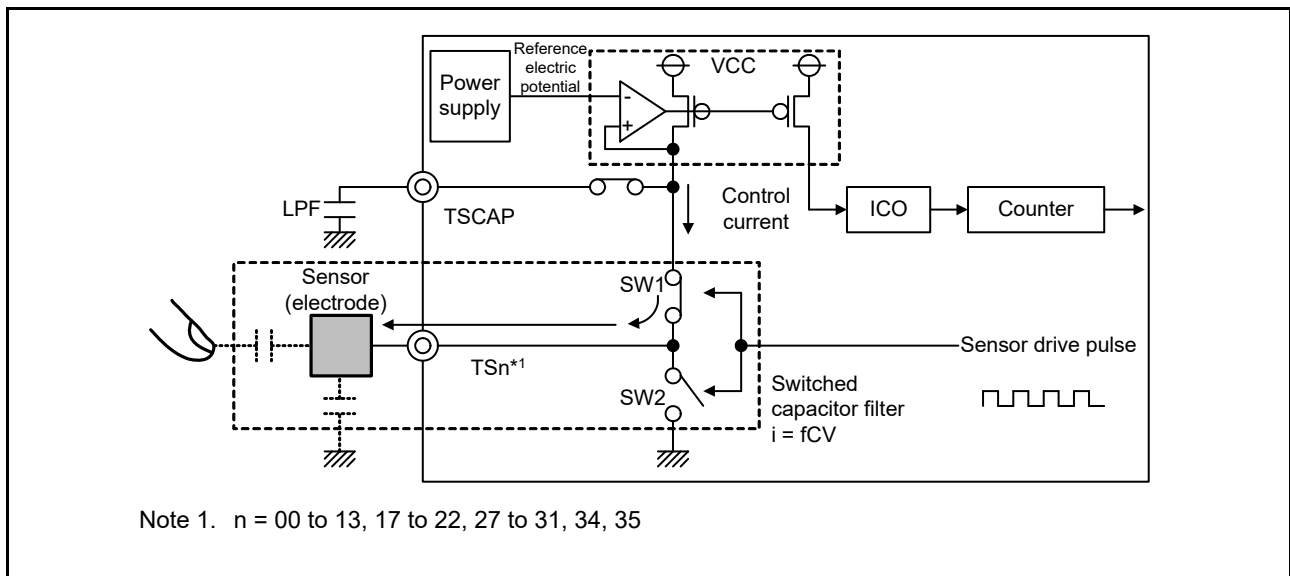 Reference
electric
potential
Power
supply
VCC
-
+
LPF
TSCAP
Control
current
ICO
Counter
Sensor
(electrode)
SW1
TSn*1
SW2
Sensor drive pulse
Switched
capacitor filter
i = fCV
Note 1. n = 00 to 13, 17 to 22, 27 to 31, 34, 35